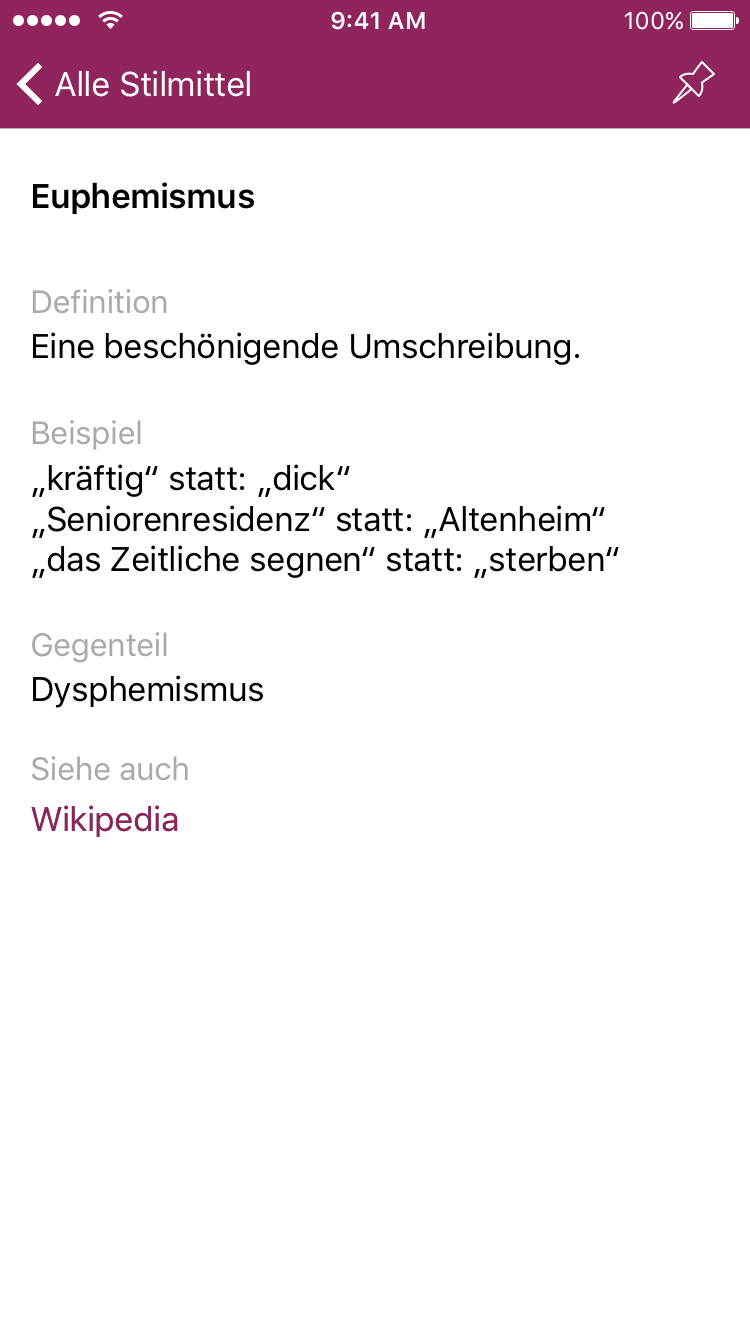 9:41 AM
100%
Alle Stilmittel
Euphemismus
Definition
Eine beschönigende Umschreibung.
Beispiel
„kräftig“ statt: „dick“
„Seniorenresidenz“ statt: „Altenheim“
„das Zeitliche segnen“ statt: „sterben“
Gegenteil
Dysphemismus
Siehe auch
Wikipedia